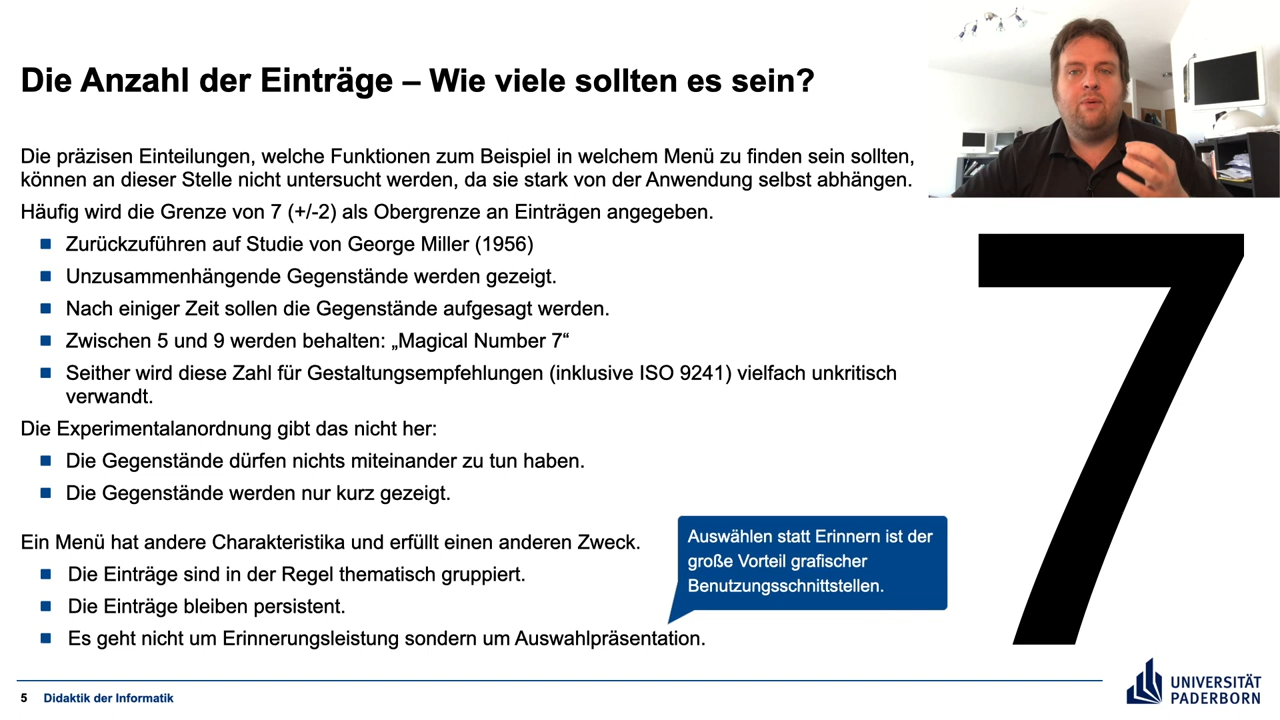 Die Anzahl der Einträge – Wie viele sollten es sein?
Die präzisen Einteilungen, welche Funktionen zum Beispiel in welchem Menü zu finden sein sollten,
können an dieser Stelle nicht untersucht werden, da sie stark von der Anwendung selbst abhängen.
Häufig wird die Grenze von 7 (+/-2) als Obergrenze an Einträgen angegeben.
Zurückzuführen auf Studie von George Miller (1956)
Unzusammenhängende Gegenstände werden gezeigt.
Nach einiger Zeit sollen die Gegenstände aufgesagt werden.
Zwischen 5 und 9 werden behalten: „Magical Number 7“
Seither wird diese Zahl für Gestaltungsempfehlungen (inklusive ISO 9241) vielfach unkritisch
verwandt.
Die Experimentalanordnung gibt das nicht her:
Die Gegenstände dürfen nichts miteinander zu tun haben.
Die Gegenstände werden nur kurz gezeigt.
Ein Menü hat andere Charakteristika und erfüllt einen anderen Zweck.
Die Einträge sind in der Regel thematisch gruppiert.
Die Einträge bleiben persistent.
Es geht nicht um Erinnerungsleistung sondern um Auswahlpräsentation.
Auswählen statt Erinnern ist der
große Vorteil grafischer
Benutzungsschnittstellen.
7
5 Didaktik der Informatik
UNIVERSITÄT
PADERBORN